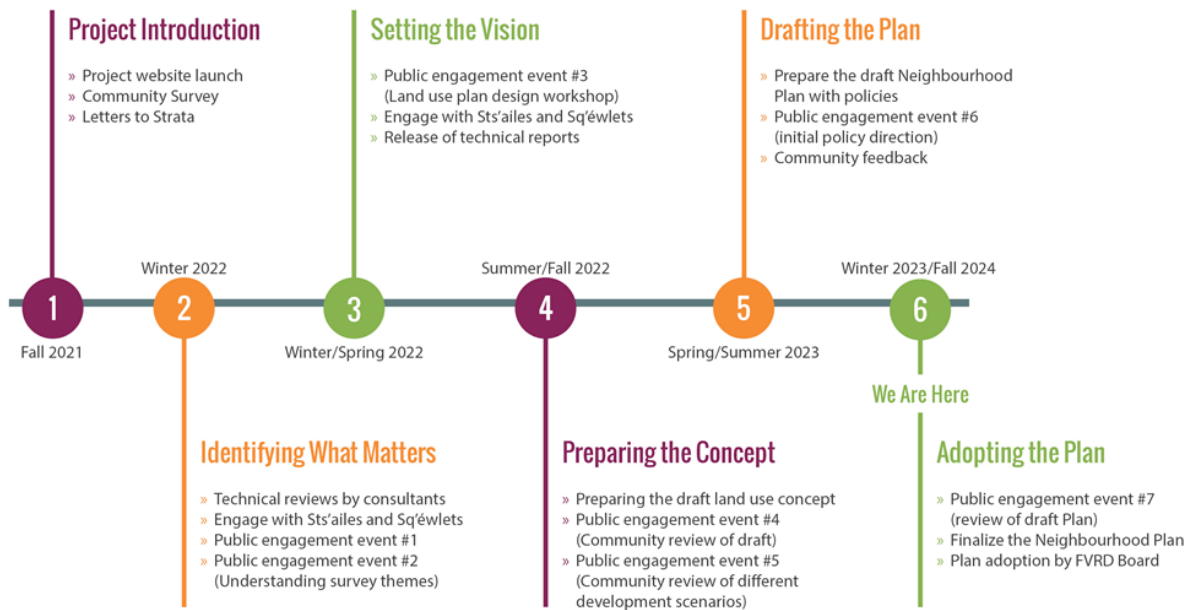 Project Introduction
» Project website launch
» Community Survey
» Letters to Strata
Setting the Vision
» Public engagement event #3
(Land use plan design workshop)
» Engage with Sts'ailes and Sq'éwlets
» Release of technical reports
Drafting the Plan
» Prepare the draft Neighbourhood
Plan with policies
» Public engagement event #6
(initial policy direction)
» Community feedback
1
Fall 2021
Winter 2022
2
3
Winter/Spring 2022
Summer/Fall 2022
4
5
Spring/Summer 2023
Winter 2023/Fall 2024
6
We Are Here
Identifying What Matters
» Technical reviews by consultants
» Engage with Sts'ailes and Sq'éwlets
» Public engagement event #1
» Public engagement event #2
(Understanding survey themes)
Preparing the Concept
» Preparing the draft land use concept
» Public engagement event #4
(Community review of draft)
» Public engagement event #5
(Community review of different
development scenarios)
Adopting the Plan
» Public engagement event #7
(review of draft Plan)
» Finalize the Neighbourhood Plan
» Plan adoption by FVRD Board